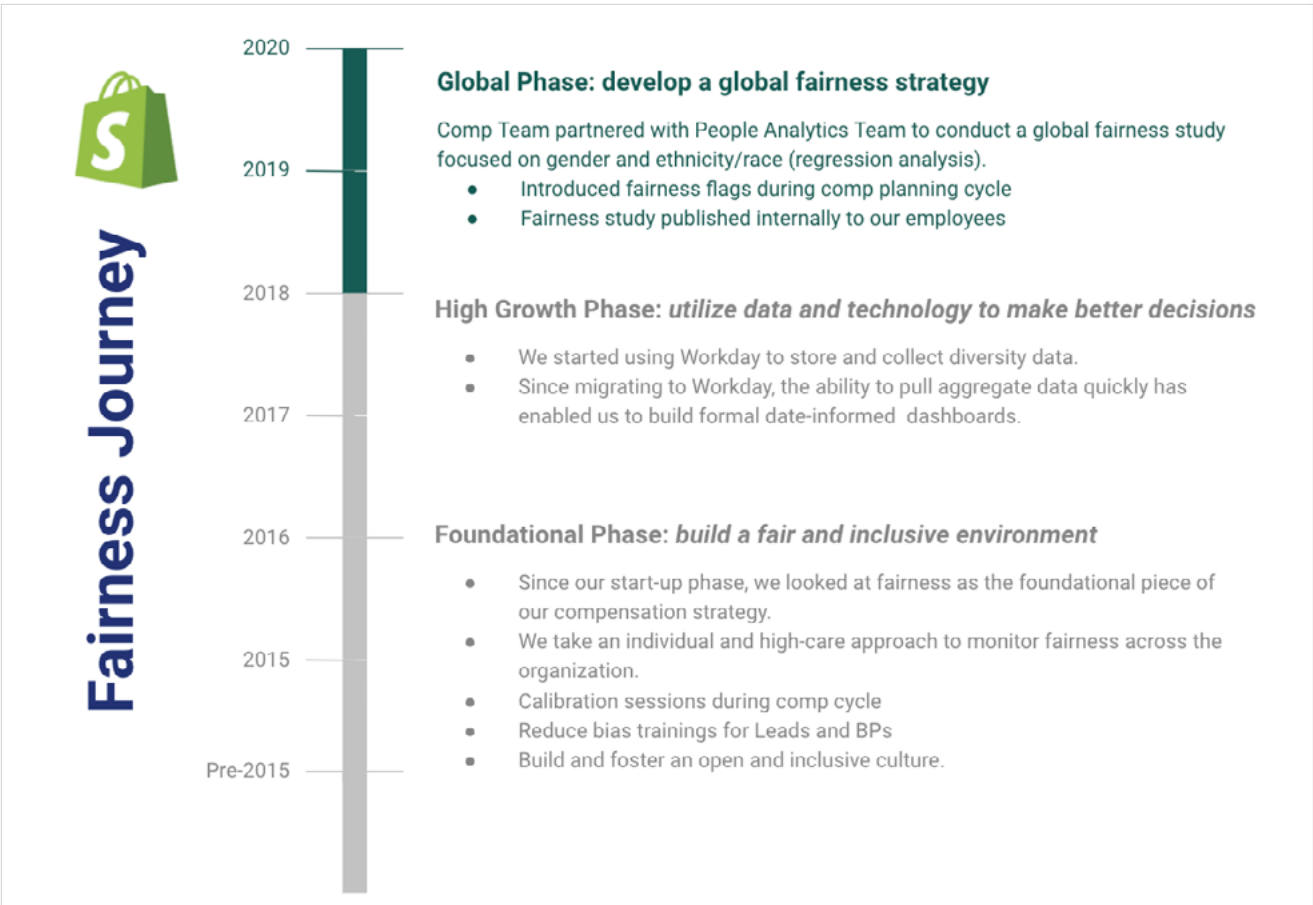 2020
Global Phase: develop a global fairness strategy
Comp Team partnered with People Analytics Team to conduct a global fairness study
focused on gender and ethnicity/race (regression analysis).
2019
● Introduced fairness flags during comp planning cycle
● Fairness study published internally to our employees
S
Fairness Journey
2018
High Growth Phase: utilize data and technology to make better decisions
● We started using Workday to store and collect diversity data.
● Since migrating to Workday, the ability to pull aggregate data quickly has
enabled us to build formal date-informed dashboards.
2017
2016
Foundational Phase: build a fair and inclusive environment
● Since our start-up phase, we looked at fairness as the foundational piece of
our compensation strategy.
● We take an individual and high-care approach to monitor fairness across the
organization.
2015
● Calibration sessions during comp cycle
● Reduce bias trainings for Leads and BPs
● Build and foster an open and inclusive culture.
Pre-2015